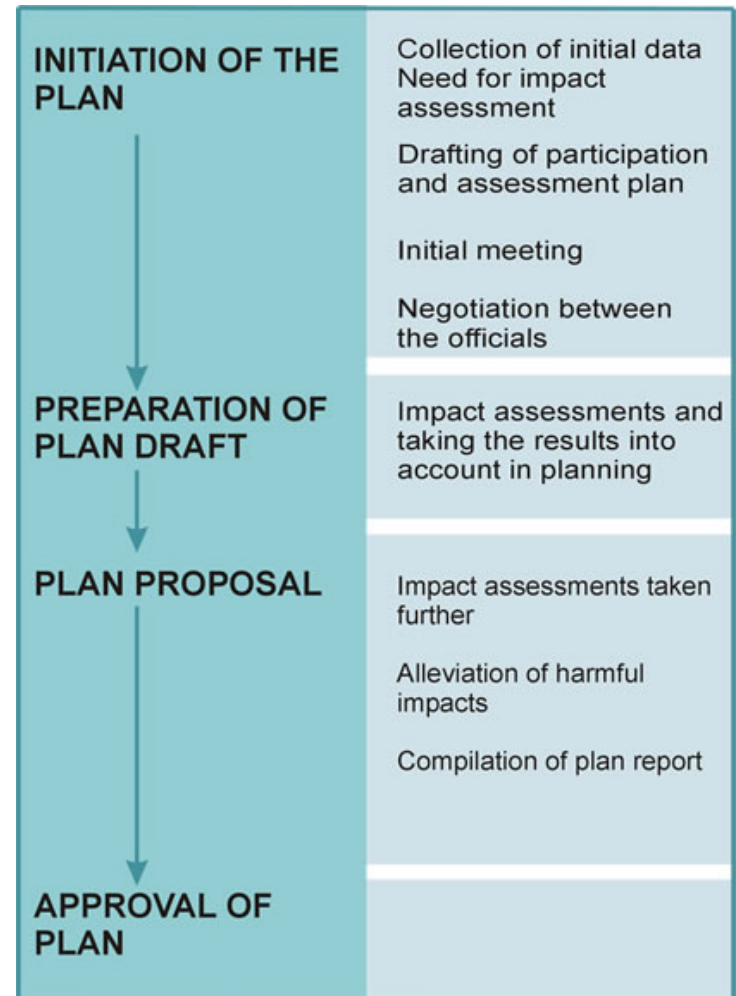 INITIATION OF THE
PLAN
Collection of initial data
Need for impact
assessment
Drafting of participation
and assessment plan
Initial meeting
Negotiation between
the officials
PREPARATION OF
PLAN DRAFT
Impact assessments and
taking the results into
account in planning
PLAN PROPOSAL
Impact assessments taken
further
Alleviation of harmful
impacts
Compilation of plan report
APPROVAL OF
PLAN